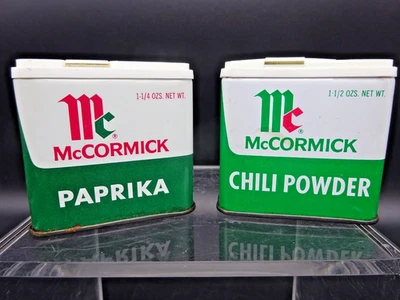 1-1/4 OZS. NET WT.
Mc®
McCORMICK
PAPRIKA
1-1/2 OZS. NET WT.
Mc®
McCORMICK
CHILI POWDER